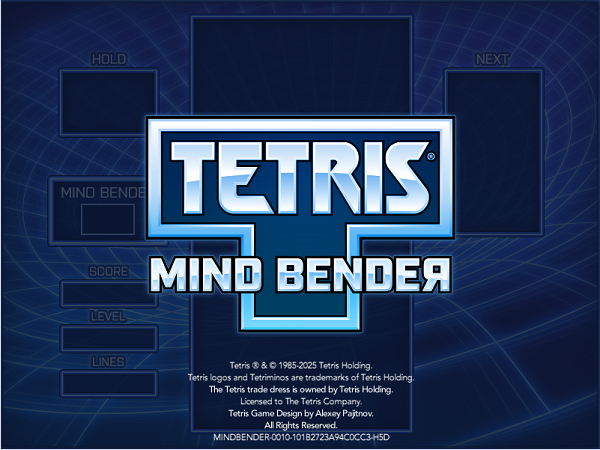 HOLD
NEXT
TETRIS®
MIND BENDE
MIND BENDEЯ
SCORE
LEVEL
LINES
Tetris ® & © 1985-2025 Tetris Holding.
Tetris logos and Tetriminos are trademarks of Tetris Holding.
The Tetris trade dress is owned by Tetris Holding.
Licensed to The Tetris Company.
Tetris Game Design by Alexey Pajitnov.
All Rights Reserved.
MINDBENDER-0010-101B2723A94C0CC3-H5D